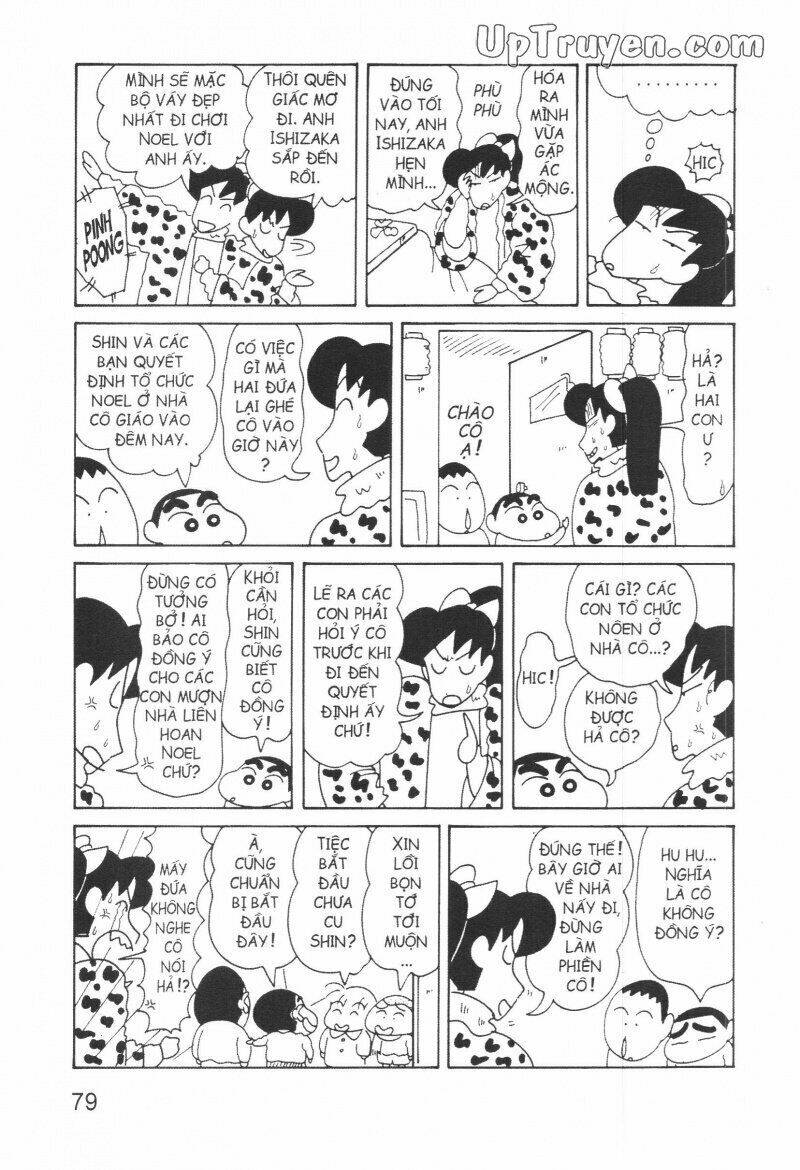 UpTruyen.com
.........
HIC
HÓA
RA
MÌNH
VỪA
GẶP
ÁC
MỘNG.
PHÙ
PHÙ
ĐÚNG
VÀO TỐI
NAY, ANH
ISHIZAKA
HẸN
MÌNH...
THÔI QUÊN
GIẤC MƠ
ĐI. ANH
ISHIZAKA
SẮP ĐẾN
RỒI.
MÌNH SẼ MẶC
BỘ VÁY ĐẸP
NHẤT ĐI CHƠI
NOEL VỚI
ANH ẤY.
PINH
POONG
HẢ?
LÀ
HAI
CON
Ư
?
CHÀO
CÔ
Ạ!
CÓ VIỆC
GÌ MÀ
HAI ĐỨA
LẠI GHÉ
CÔ VÀO
GIỜ NÀY
?
SHIN VÀ CÁC
BẠN QUYẾT
ĐỊNH TỔ CHỨC
NOEL Ở NHÀ
CÔ GIÁO VÀO
ĐÊM NAY.
CÁI GÌ? CÁC
CON TỔ CHỨC
NÔEN Ở
NHÀ CÔ...?
HIC!
KHÔNG
ĐƯỢC
HẢ CÔ?
LẼ RA CÁC
CON PHẢI
HỎI Ý CÔ
TRƯỚC KHI
ĐI ĐẾN
QUYẾT
ĐỊNH ẤY
CHỨ!
KHỎI
CẦN
HỎI,
SHIN
CŨNG
BIẾT
CÔ
ĐỒNG
Ý!
ĐỪNG CÓ
TƯỞNG
BỞ! AI
BẢO CÔ
ĐỒNG Ý
CHO CÁC
CON MƯỢN
NHÀ LIÊN
HOAN
NOEL
CHỨ?
HU HU...
NGHĨA
LÀ CÔ
KHÔNG
ĐỒNG Ý?
ĐÚNG THẾ!
BÂY GIỜ AI
VỀ NHÀ
NẤY ĐI,
ĐỪNG
LÀM
PHIỀN
CÔ!
XIN
LỖI
BỌN
TỚ
TỚI
MUỘN
...
TIỆC
BẮT
ĐẦU
CHƯA
CU
SHIN?
À,
CŨNG
CHUẨN
BỊ BẮT
ĐẦU
ĐÂY!
MẤY
ĐỨA
KHÔNG
NGHE
CÔ
NÓI
HẢ!?
79